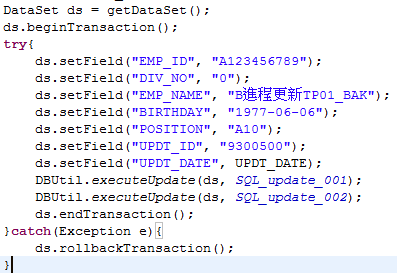 DataSet ds = getDataSet();
ds.beginTransaction();
try{
ds.setField("EMP_ID", "A123456789");
ds.setField("DIV_NO", "0");
ds.setField("EMP_NAME", "B進程更新TP01_BAK");
ds.setField("BIRTHDAY", "1977-06-06");
ds.setField("POSITION", "A10");
ds.setField("UPDT_ID", "9300500");
ds.setField("UPDT_DATE", UPDT_DATE);
DBUtil.executeUpdate(ds, SQL_update_001);
DBUtil.executeUpdate(ds, SQL_update_002);
ds.endTransaction();
}catch(Exception e){
ds.rollbackTransaction();
}